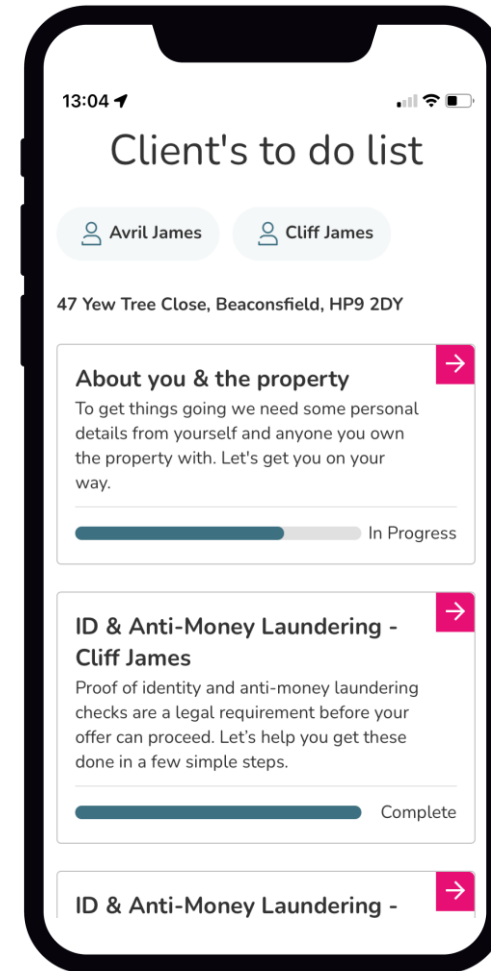 13:04
Client's to do list
Avril James
Cliff James
47 Yew Tree Close, Beaconsfield, HP9 2DY
About you & the property
To get things going we need some personal
details from yourself and anyone you own
the property with. Let's get you on your
way.
In Progress
ID & Anti-Money Laundering -
Cliff James
Proof of identity and anti-money laundering
checks are a legal requirement before your
offer can proceed. Let’s help you get these
done in a few simple steps.
Complete
ID & Anti-Money Laundering -